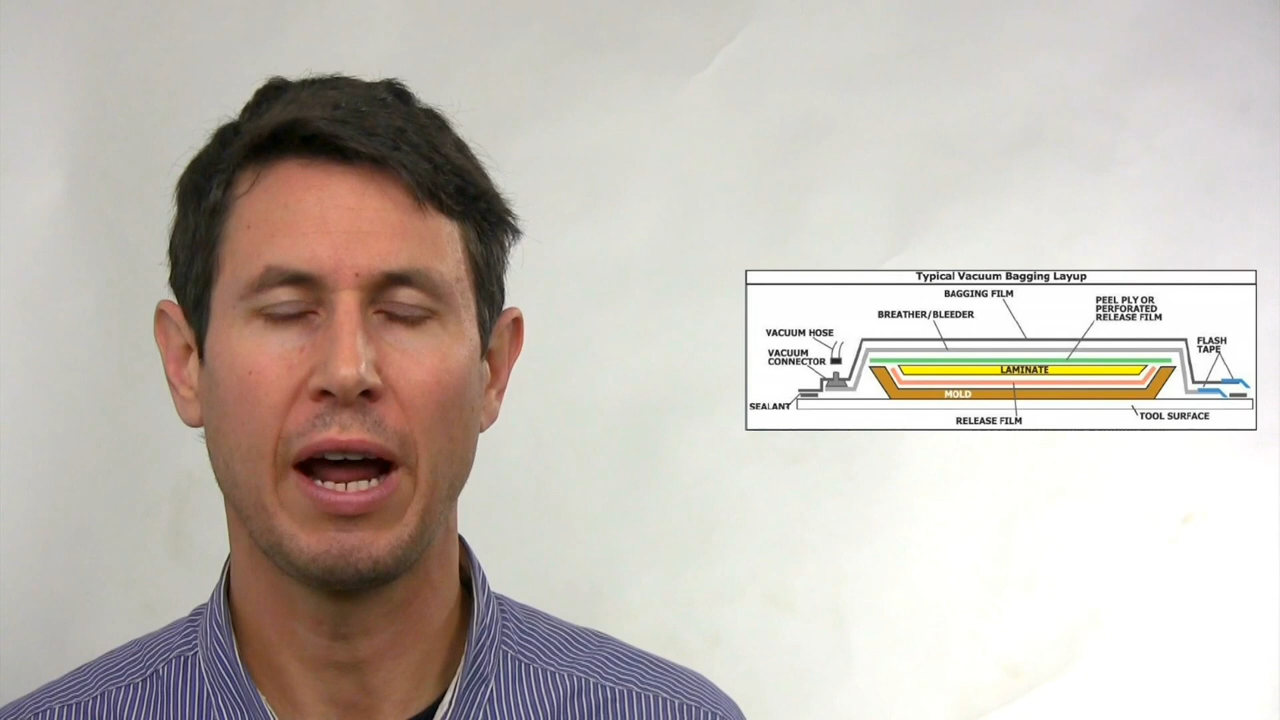 Typical Vacuum Bagging Layup
BAGGING FILM
BREATHER/BLEEDER
PEEL PLY OR
PERFORATED
RELEASE FILM
VACUUM HOSE
VACUUM
CONNECTOR
FLASH
TAPE
LAMINATE
MOLD
SEALANT
RELEASE FILM
TOOL SURFACE